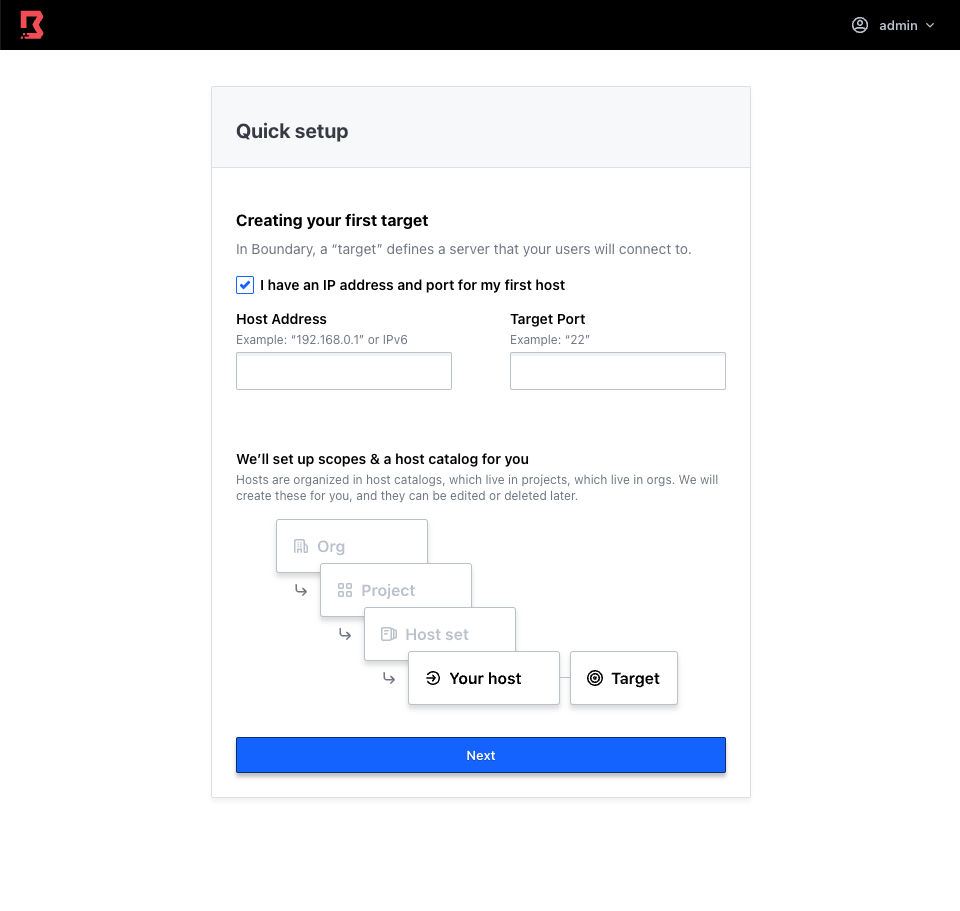 admin
Quick setup
Creating your first target
In Boundary, a “target” defines a server that your users will connect to.
I have an IP address and port for my first host
Host Address
Target Port
Example: “192.168.0.1” or IPv6
Example: “22”
We’ll set up scopes & a host catalog for you
Hosts are organized in host catalogs, which live in projects, which live in orgs. We will
create these for you, and they can be edited or deleted later.
Org
Project
Host set
Your host
Target
Next